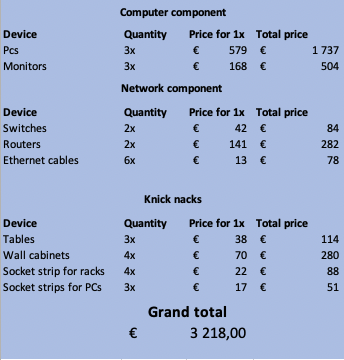 Computer component
Device Quantity Price for 1x Total price
Pcs 3x € 579 € 1 737
Monitors 3x € 168 € 504
Network component
Device Quantity Price for 1x Total price
Switches 2x € 42 € 84
Routers 2x € 141 € 282
Ethernet cables 6x € 13 € 78
Knick nacks
Device Quantity Price for 1x Total price
Tables 3x € 38 € 114
Wall cabinets 4x € 70 € 280
Socket strip for racks 4x € 22 € 88
Socket strips for PCs 3x € 17 € 51
Grand total
€ 3 218,00